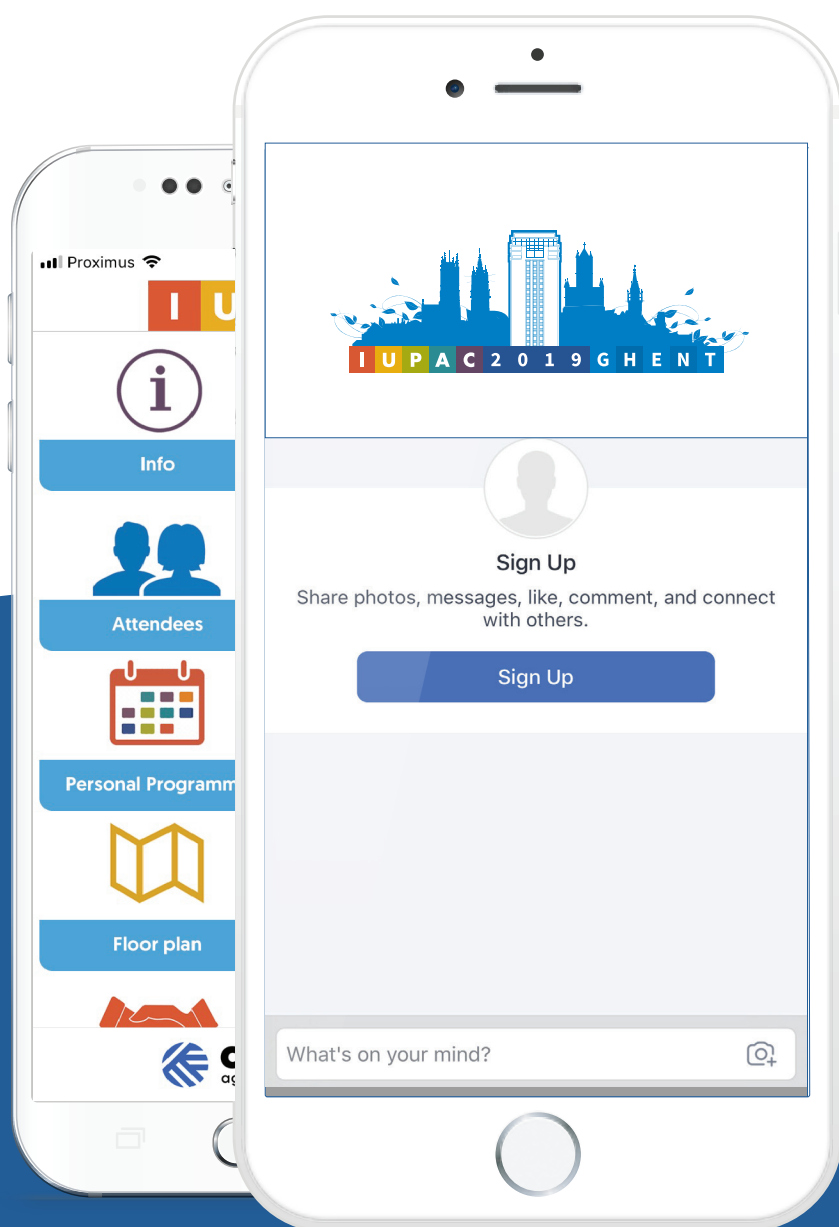 Proximus
I U
Info
Attendees
Personal Programm
Floor plan
IUPAC2019GHENT
Sign Up
Share photos, messages, like, comment, and connect
with others.
Sign Up
What's on your mind?